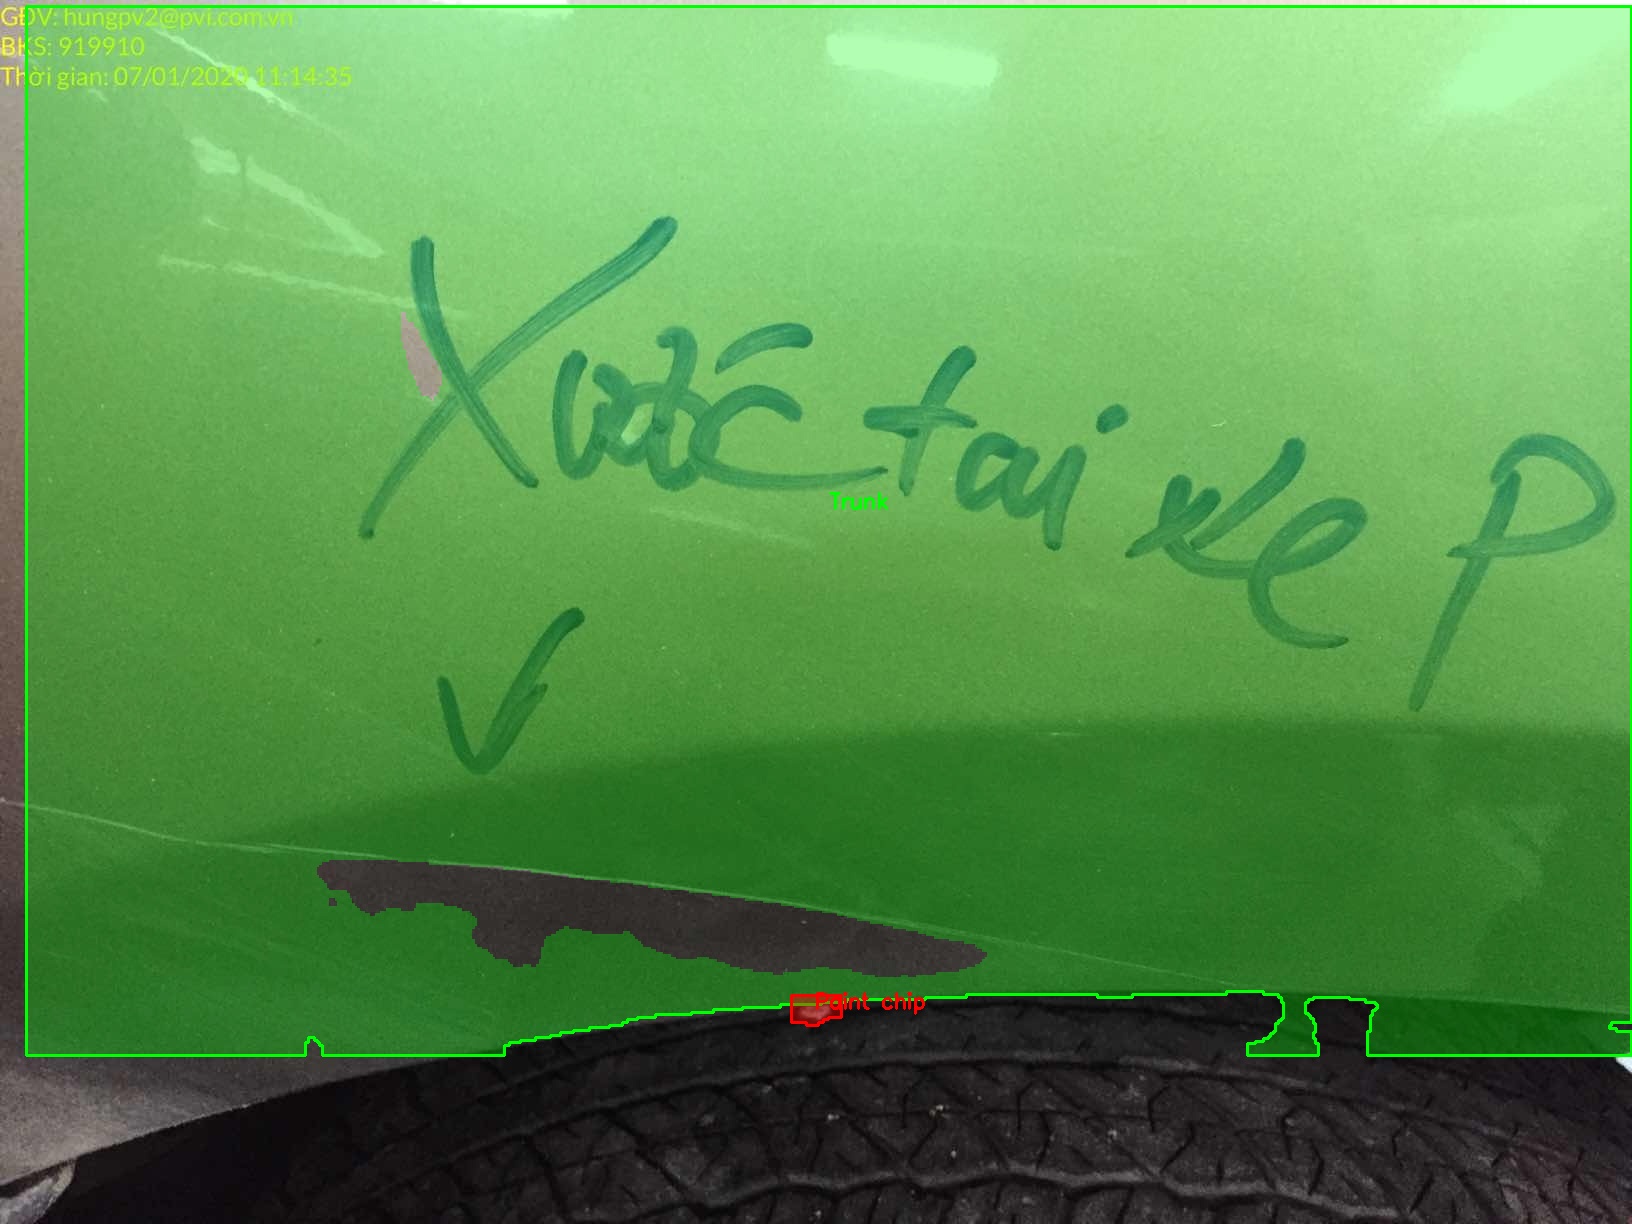 GĐV: hungpv2@pvi.com.vn
BKS: 919910
Thời gian: 07/01/2020 11:14:35
Xước tai xe P
Trunk
Paint chip